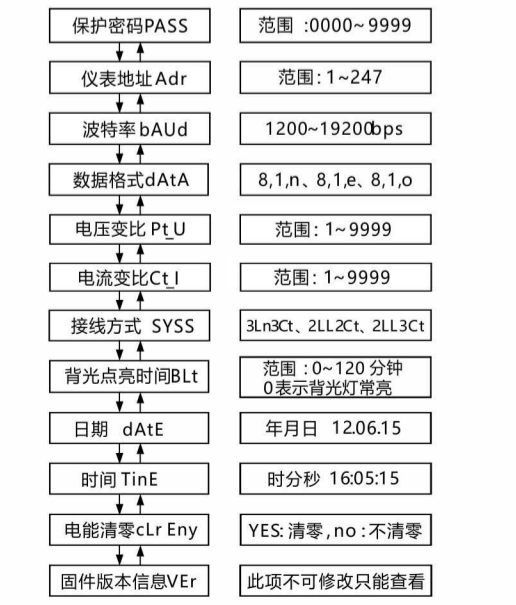 保护密码PASS
范围 :0000~9999
仪表地址Adr
范围: 1~247
波特率 bAUd
1200~19200bps
数据格式dAtA
8,1,n、8,1,e、8,1,o
电压变比 Pt_U
范围: 1~9999
电流变比Ct_I
范围: 1~9999
接线方式 SYSS
3Ln3Ct、2LL2Ct、2LL3Ct
背光点亮时间BLt
范围 :0~120 分钟
0表示背光灯常亮
日期 dAtE
年月日 12.06.15
时间 TinE
时分秒 16:05:15
电能清零cLr Eny
YES: 清零 , no : 不清零
固件版本信息VEr
此项不可修改只能查看